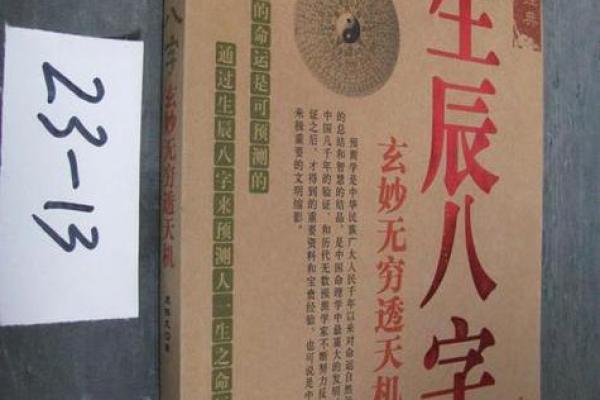 23-13
八字
玄妙无穷透天机
著
经典
生辰八字
玄妙无穷透天机
的命运是可预测的
通过生辰八字来预测人一生之命
预测学是中华民族广大人民千年以来对命运自然
的总结和智慧的结晶，是中国命理学中最重大的发明
中国几千年的验证，和历代无数预测学家不断努力反
证之后，才得到的重要资料和宝贵经验，也可说是中
来极重要的文明缩影。